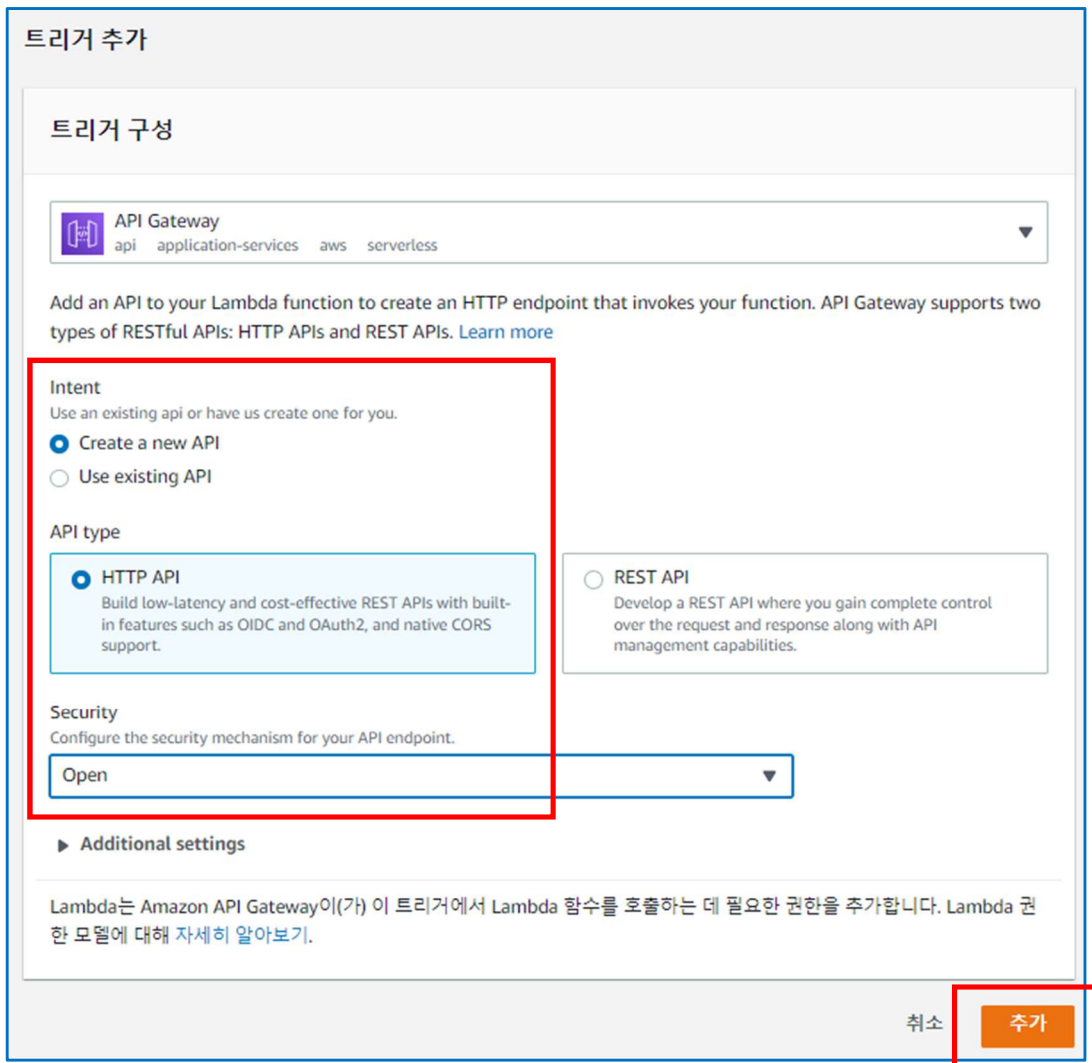 트리거 추가
트리거 구성
API Gateway
api application-services aws serverless
Add an API to your Lambda function to create an HTTP endpoint that invokes your function. API Gateway supports two
types of RESTful APIs: HTTP APIs and REST APIs. Learn more
Intent
Use an existing api or have us create one for you.
Create a new API
Use existing API
API type
HTTP API
Build low-latency and cost-effective REST APIs with built-
in features such as OIDC and OAuth2, and native CORS
support.
REST API
Develop a REST API where you gain complete control
over the request and response along with API
management capabilities.
Security
Configure the security mechanism for your API endpoint.
Open
Additional settings
Lambda는 Amazon API Gateway이(가) 이 트리거에서 Lambda 함수를 호출하는 데 필요한 권한을 추가합니다. Lambda 권
한 모델에 대해 자세히 알아보기.
취소
추가